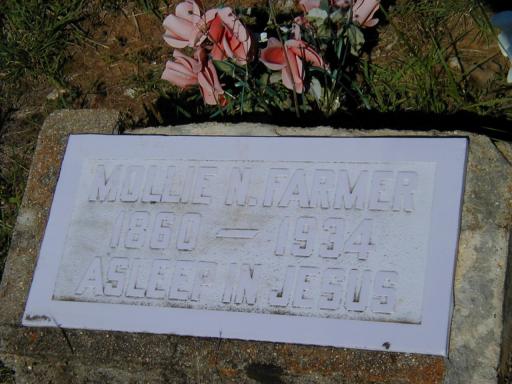 MOLLIE N. FARMER
1860 — 1934
ASLEEP IN JESUS